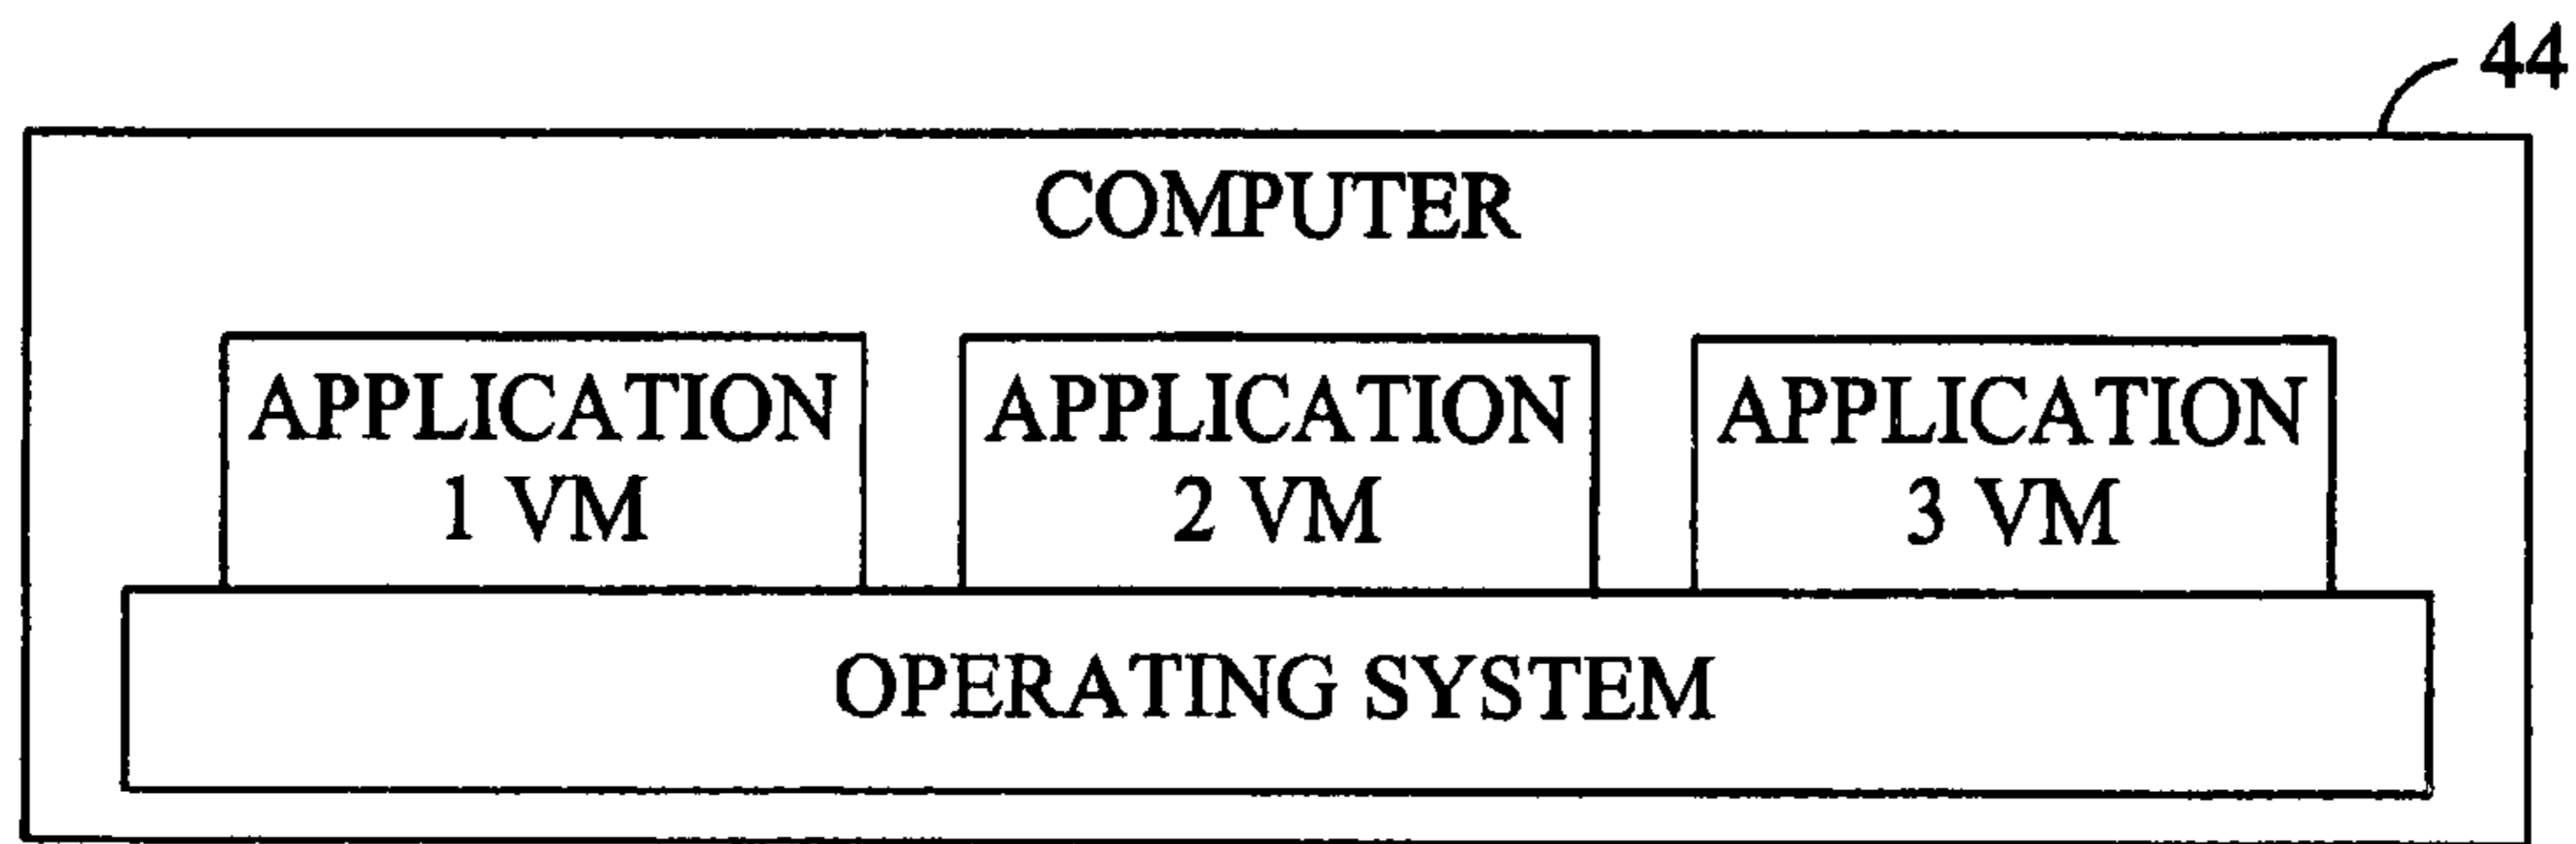 44
COMPUTER
APPLICATION
1 VM
APPLICATION
2 VM
APPLICATION
3 VM
OPERATING SYSTEM